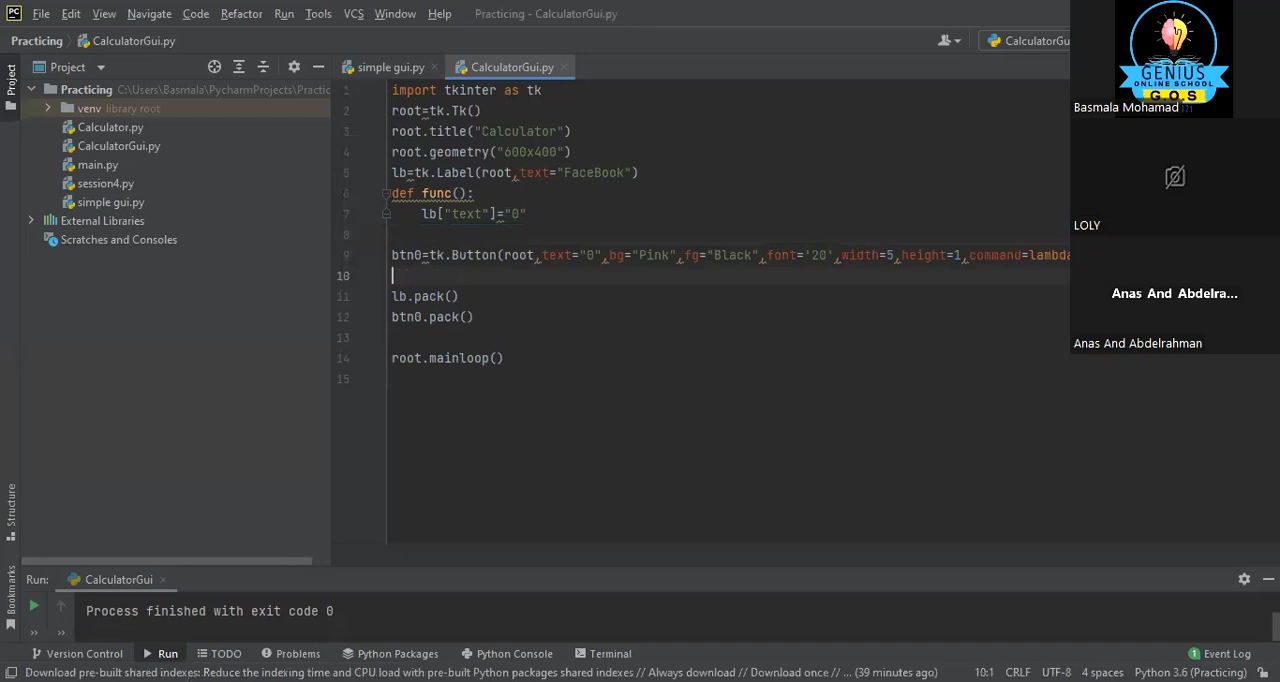 PC File Edit View Navigate Code Refactor Run Tools VCS Window Help Practicing - CalculatorGui.py
Practicing CalculatorGui.py CalculatorGu
Project simple gui.py CalculatorGui.py
Project
Practicing C:\Users\Basmala\PycharmProjects\Practic
venv library root
Calculator.py
CalculatorGui.py
main.py
session4.py
simple gui.py
External Libraries
Scratches and Consoles
1 import tkinter as tk
2 root=tk.Tk()
3 root.title("Calculator")
4 root.geometry("600x400")
5 lb=tk.Label(root,text="FaceBook")
6 def func():
7 lb["text"]="0"
8
9 btn0=tk.Button(root,text="0",bg="Pink",fg="Black",font='20',width=5,height=1,command=lambda
10
11 lb.pack()
12 btn0.pack()
13
14 root.mainloop()
15
GENIUS
ONLINE SCHOOL
G.O.S
Basmala Mohamad
LOLY
Anas And Abdelra...
Anas And Abdelrahman
Structure
Bookmarks
Run: CalculatorGui
Process finished with exit code 0
Version Control Run TODO Problems Python Packages Python Console Terminal 1 Event Log
Download pre-built shared indexes: Reduce the indexing time and CPU load with pre-built Python packages shared indexes // Always download // Download once // ... (39 minutes ago) 10:1 CRLF UTF-8 4 spaces Python 3.6 (Practicing)